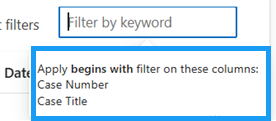 t filters Filter by keyword
Date
Apply begins with filter on these columns:
Case Number
Case Title